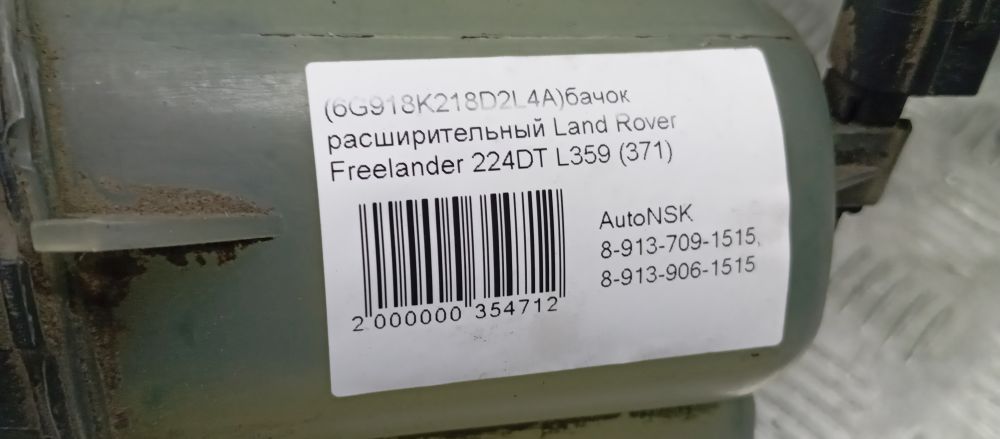 (6G918K218D2L4A)бачок
расширительный Land Rover
Freelander 224DT L359 (371)
AutoNSK
8-913-709-1515,
8-913-906-1515
2 000000 354712